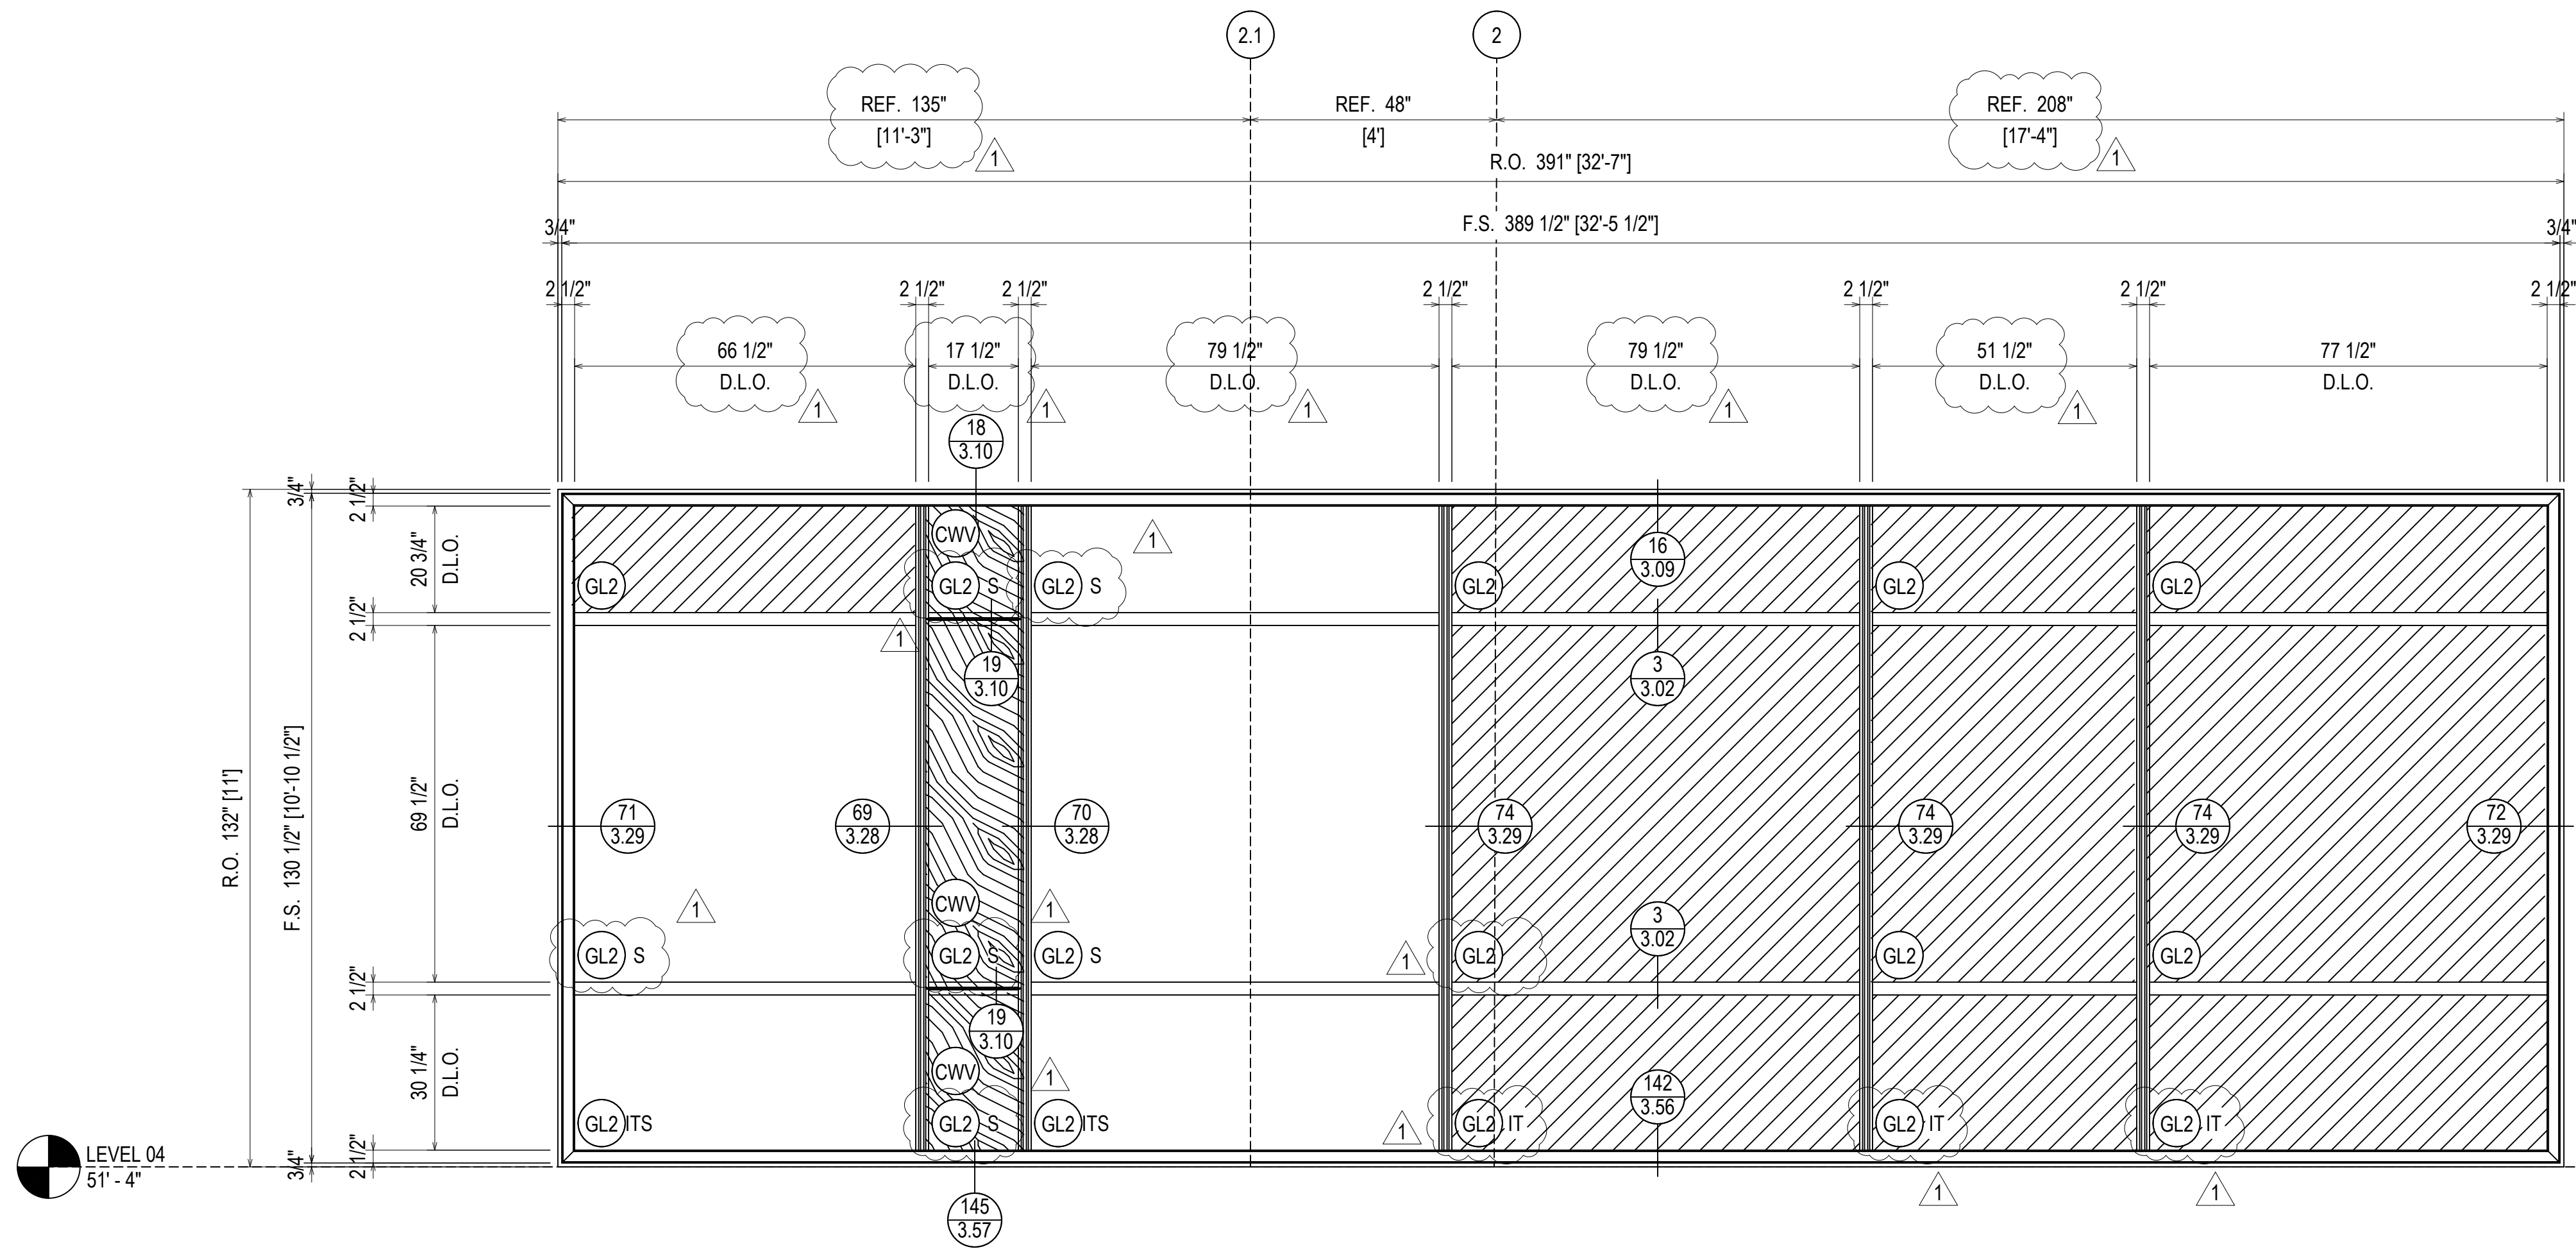 2.1
2
REF. 135"
[11'-3"]
1
REF. 48"
[4']
REF. 208"
[17'-4"]
1
R.O. 391" [32'-7"]
3/4"
F.S. 389 1/2" [32'-5 1/2"]
3/4"
2 1/2"
2 1/2"
2 1/2"
2 1/2"
2 1/2"
2 1/2"
2 1/2"
66 1/2"
D.L.O.
1
17 1/2"
D.L.O.
1
79 1/2"
D.L.O.
1
79 1/2"
D.L.O.
1
51 1/2"
D.L.O.
1
77 1/2"
D.L.O.
18
3.10
3/4"
2 1/2"
20 3/4"
D.L.O.
2 1/2"
69 1/2"
D.L.O.
2 1/2"
30 1/4"
D.L.O.
2 1/2"
3/4"
F.S. 130 1/2" [10'-10 1/2"]
R.O. 132" [11']
CWV
1
16
3.09
GL2
GL2 S
GL2 S
GL2
GL2
GL2
1
19
3.10
3
3.02
71
3.29
69
3.28
70
3.28
74
3.29
74
3.29
74
3.29
72
3.29
1
CWV
1
3
3.02
GL2 S
GL2 S
GL2 S
1
GL2
GL2
GL2
19
3.10
CWV
1
142
3.56
GL2 ITS
GL2 S
GL2 ITS
1
GL2 IT
GL2 IT
GL2 IT
LEVEL 04
51' - 4"
1
1
145
3.57